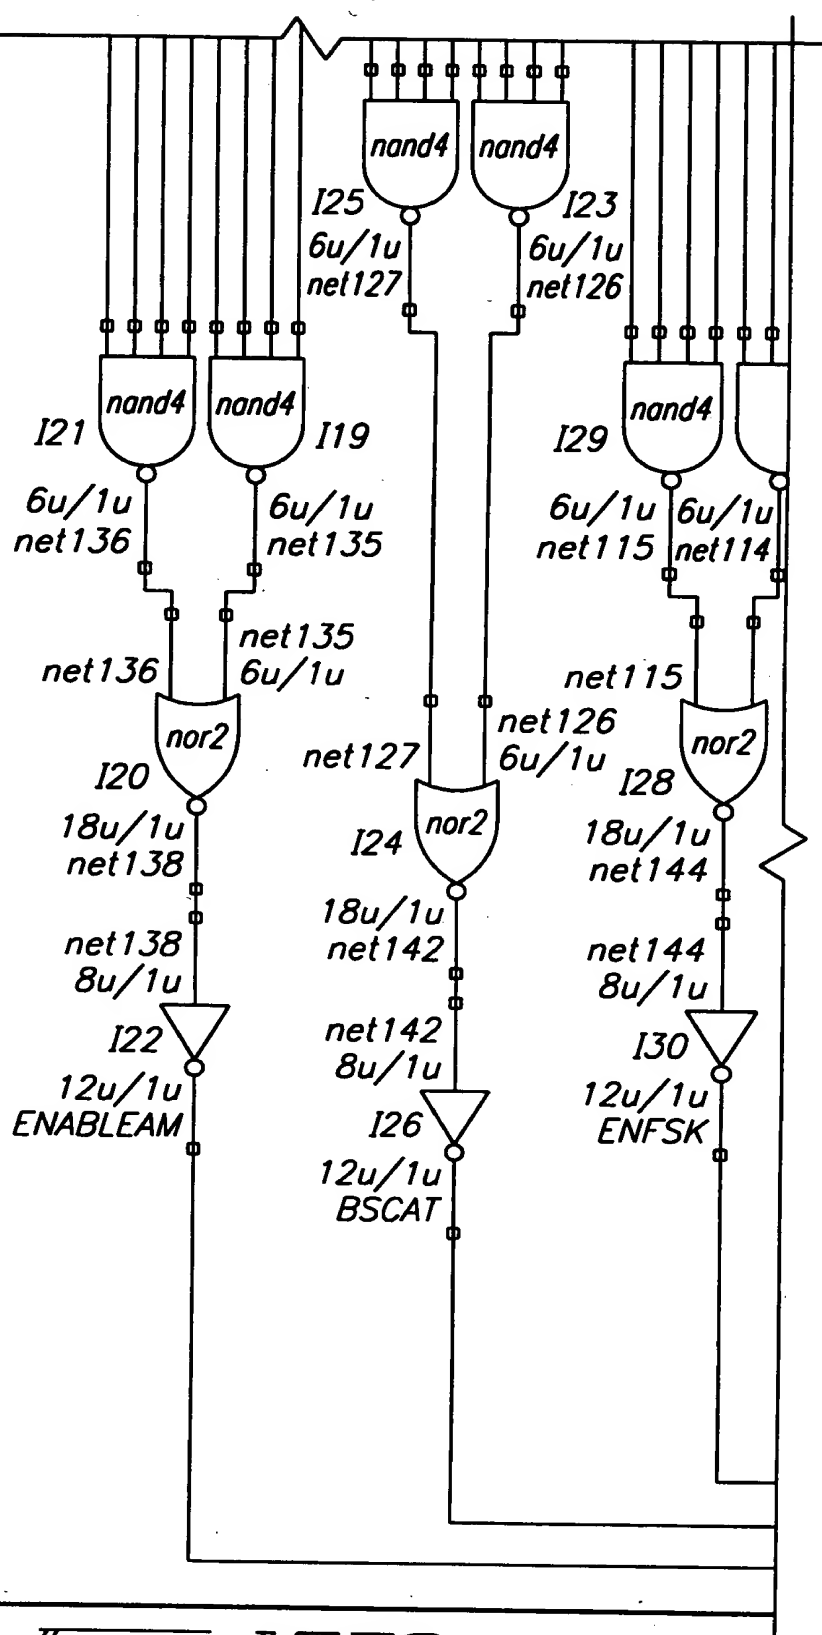 nand4 nand4
I25 I23
6u/1u 6u/1u
net127 net126
nand4 nand4 nand4
I21 I19 I29
6u/1u 6u/1u 6u/1u 6u/1u
net136 net135 net115 net114
net135
net136 6u/1u net115
net126
net127 6u/1u
nor2 nor2
I20 I28
nor2
I24
18u/1u 18u/1u
net138 net144
18u/1u
net142
net138 net144
8u/1u 8u/1u
net142
8u/1u
I22 I30
12u/1u 12u/1u
ENABLEAM ENFSK
I26
12u/1u
BSCAT